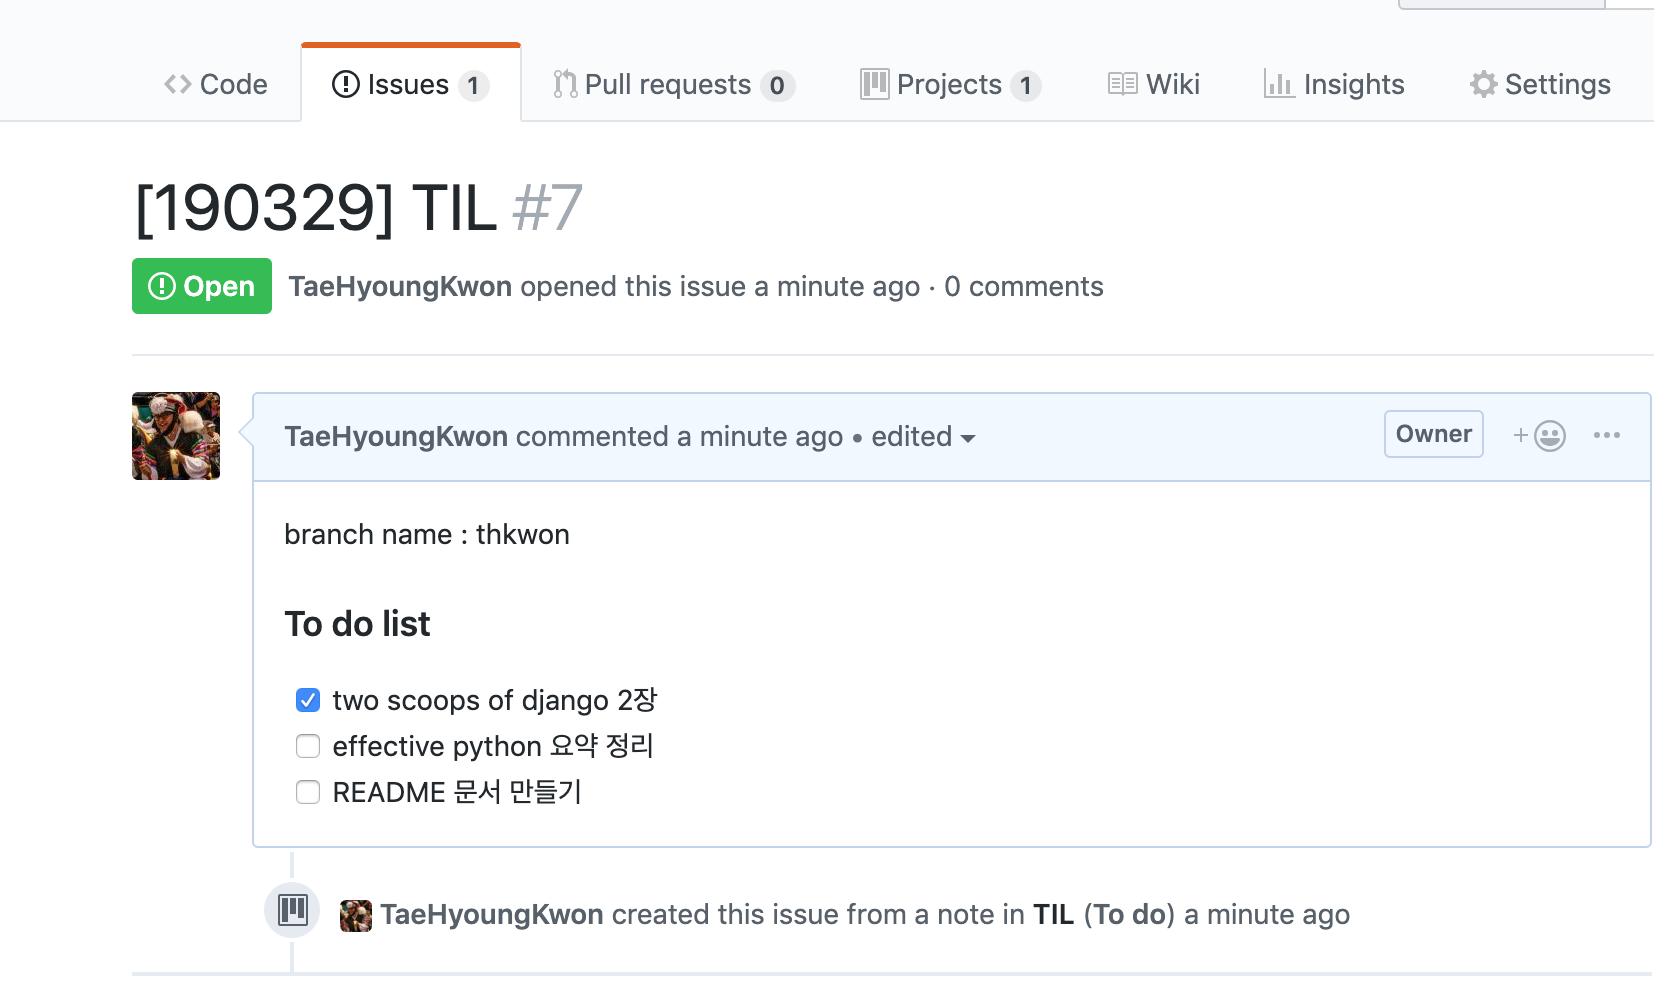 Code Issues 1 Pull requests 0 Projects 1 Wiki Insights Settings
[190329] TIL #7
Open TaeHyoungKwon opened this issue a minute ago · 0 comments
TaeHyoungKwon commented a minute ago • edited Owner
branch name : thkwon
To do list
two scoops of django 2장
effective python 요약 정리
README 문서 만들기
TaeHyoungKwon created this issue from a note in TIL (To do) a minute ago